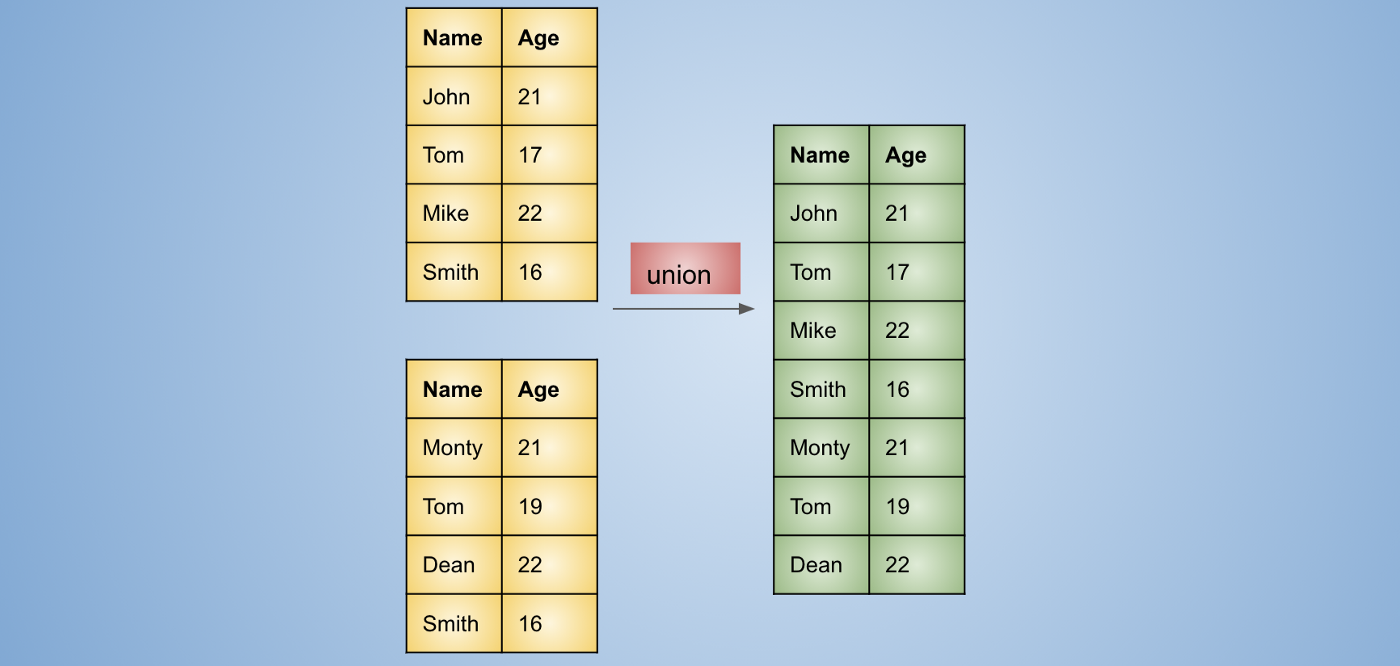 Name Age
John 21
Tom 17
Mike 22
Smith 16
Name Age
Monty 21
Tom 19
Dean 22
Smith 16
union
Name Age
John 21
Tom 17
Mike 22
Smith 16
Monty 21
Tom 19
Dean 22